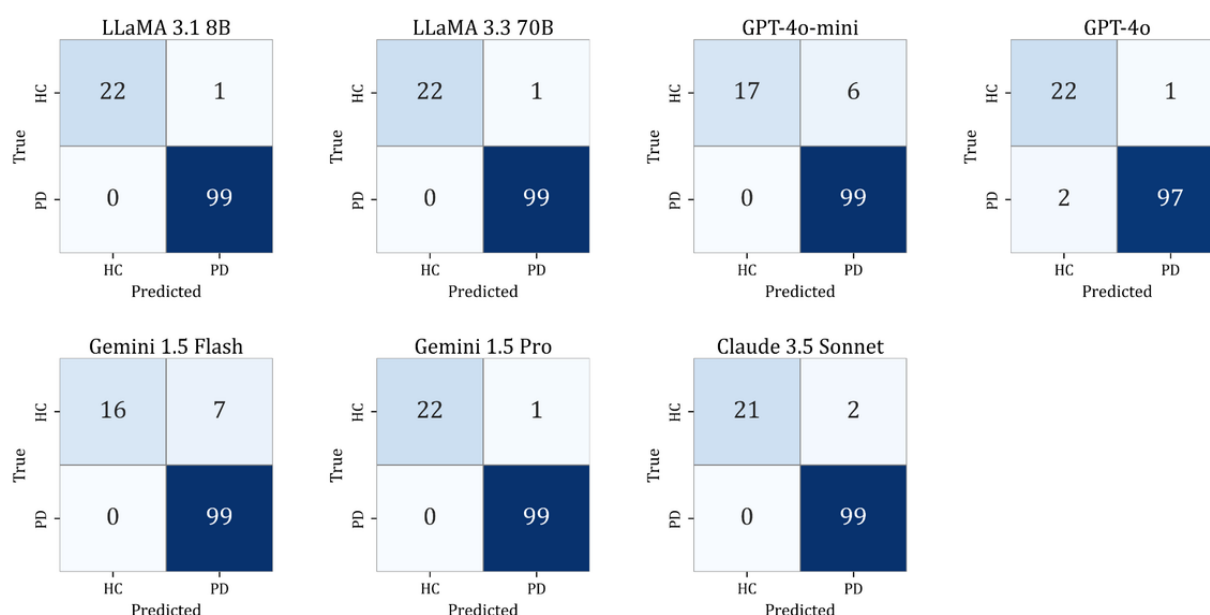 LLaMA 3.1 8B
HC 22 1
True
PD 0 99
HC PD
Predicted
LLaMA 3.3 70B
HC 22 1
True
PD 0 99
HC PD
Predicted
GPT-4o-mini
HC 17 6
True
PD 0 99
HC PD
Predicted
GPT-4o
HC 22 1
True
PD 2 97
HC PD
Predicted
Gemini 1.5 Flash
HC 16 7
True
PD 0 99
HC PD
Predicted
Gemini 1.5 Pro
HC 22 1
True
PD 0 99
HC PD
Predicted
Claude 3.5 Sonnet
HC 21 2
True
PD 0 99
HC PD
Predicted